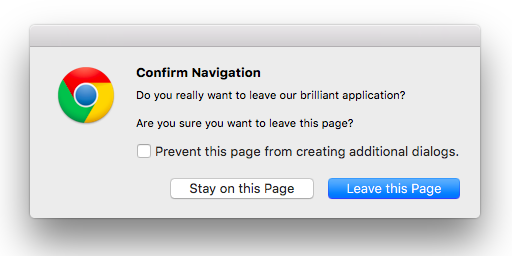 Confirm Navigation
Do you really want to leave our brilliant application?
Are you sure you want to leave this page?
Prevent this page from creating additional dialogs.
Stay on this Page
Leave this Page